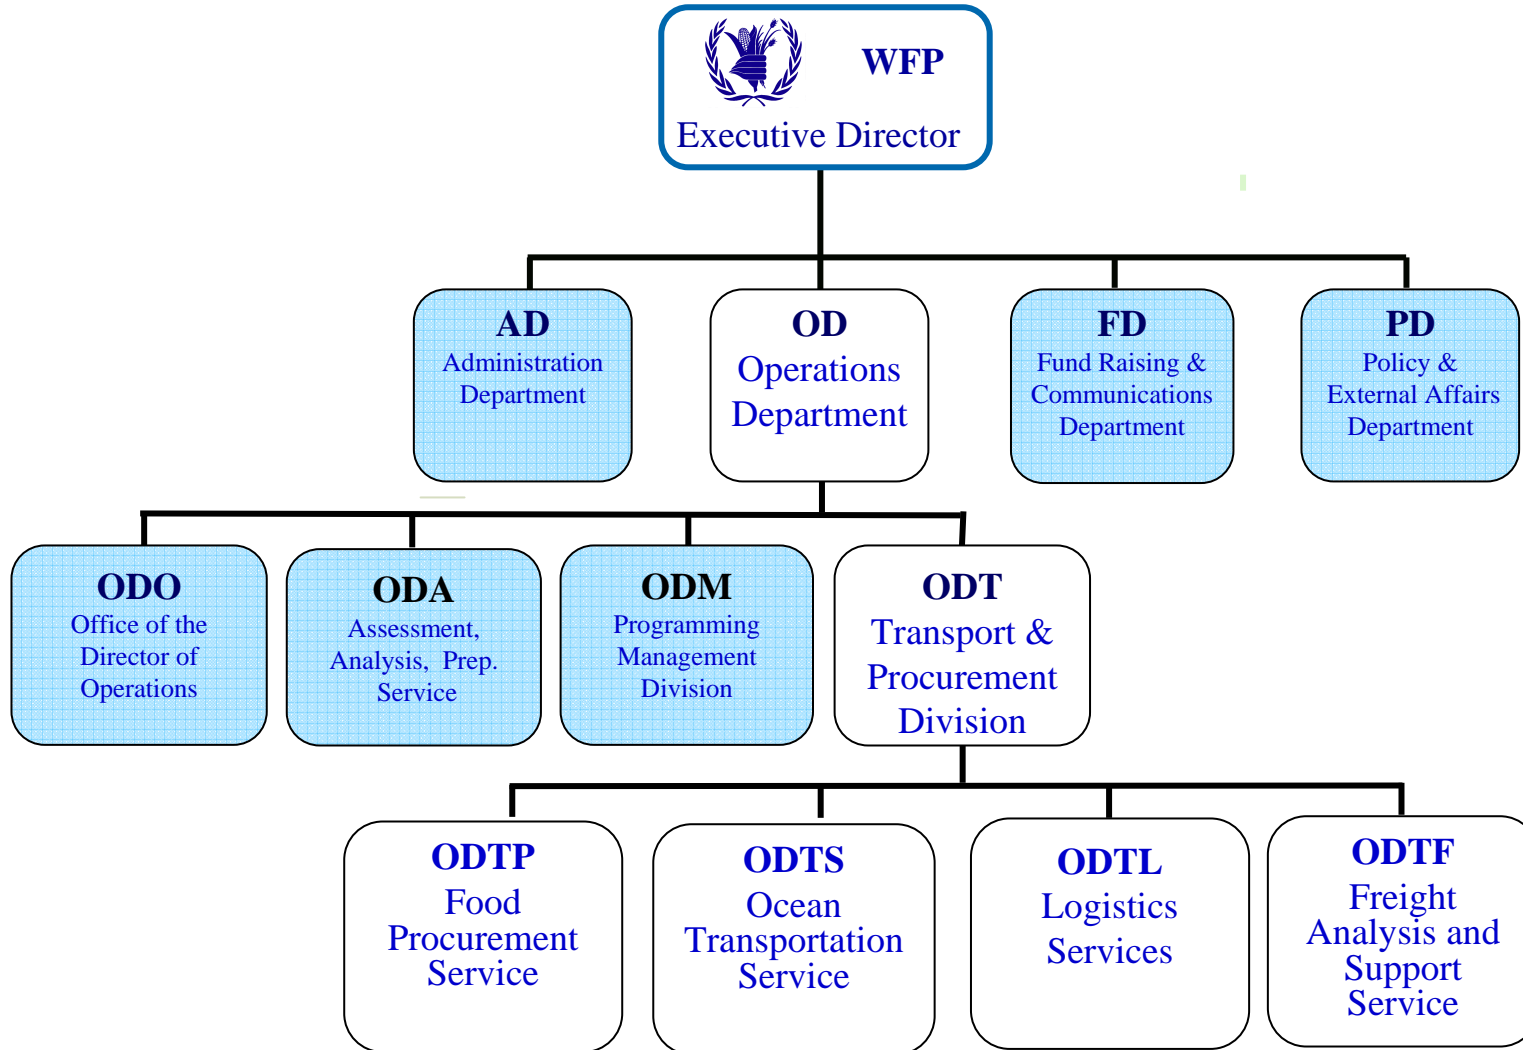 WFP
Executive Director
AD
Administration
Department
OD
Operations
Department
FD
Fund Raising &
Communications
Department
PD
Policy &
External Affairs
Department
ODO
Office of the
Director of
Operations
ODA
Assessment,
Analysis, Prep.
Service
ODM
Programming
Management
Division
ODT
Transport &
Procurement
Division
ODTP
Food
Procurement
Service
ODTS
Ocean
Transportation
Service
ODTL
Logistics
Services
ODTF
Freight
Analysis and
Support
Service